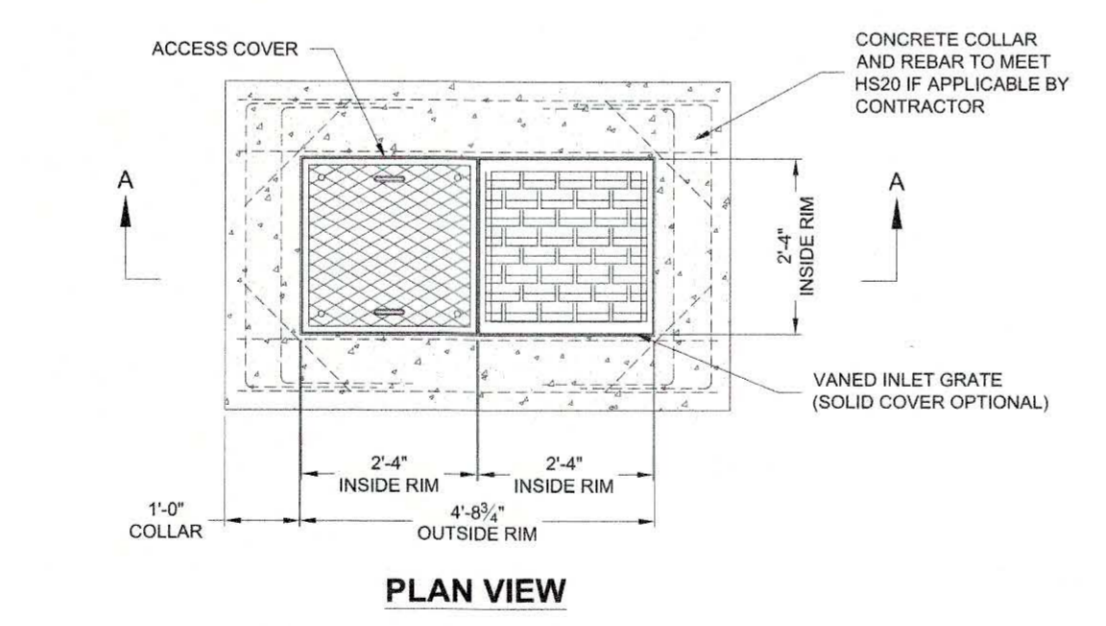 ACCESS COVER
CONCRETE COLLAR
AND REBAR TO MEET
HS20 IF APPLICABLE BY
CONTRACTOR
A
A
2'-4"
INSIDE RIM
VANED INLET GRATE
(SOLID COVER OPTIONAL)
2'-4"
INSIDE RIM
2'-4"
INSIDE RIM
1'-0"
COLLAR
4'-8¾"
OUTSIDE RIM
PLAN VIEW